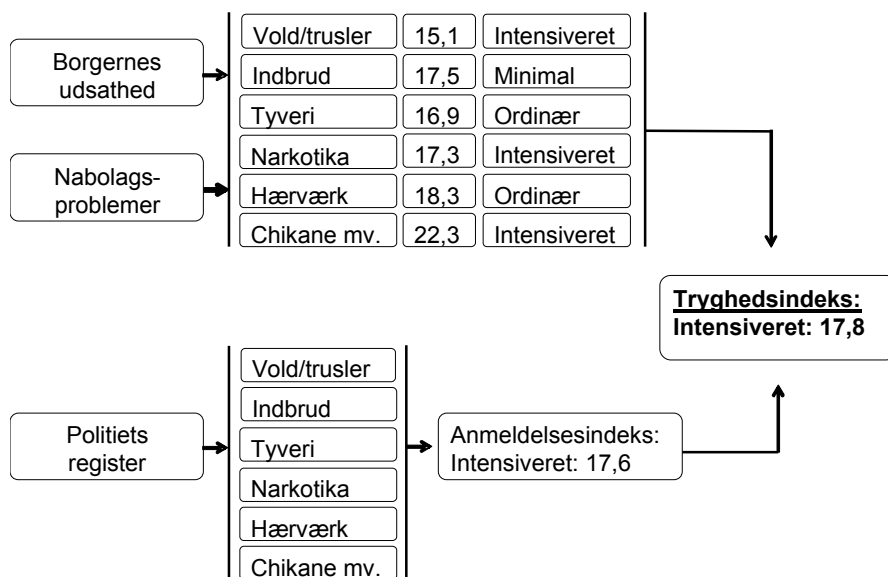 Borgernes
udsathed
Nabolags-
problemer
Vold/trusler 15,1 Intensiveret
Indbrud 17,5 Minimal
Tyveri 16,9 Ordinær
Narkotika 17,3 Intensiveret
Hærværk 18,3 Ordinær
Chikane mv. 22,3 Intensiveret
Tryghedsindeks:
Intensiveret: 17,8
Politiets
register
Vold/trusler
Indbrud
Tyveri
Narkotika
Hærværk
Chikane mv.
Anmeldelsesindeks:
Intensiveret: 17,6